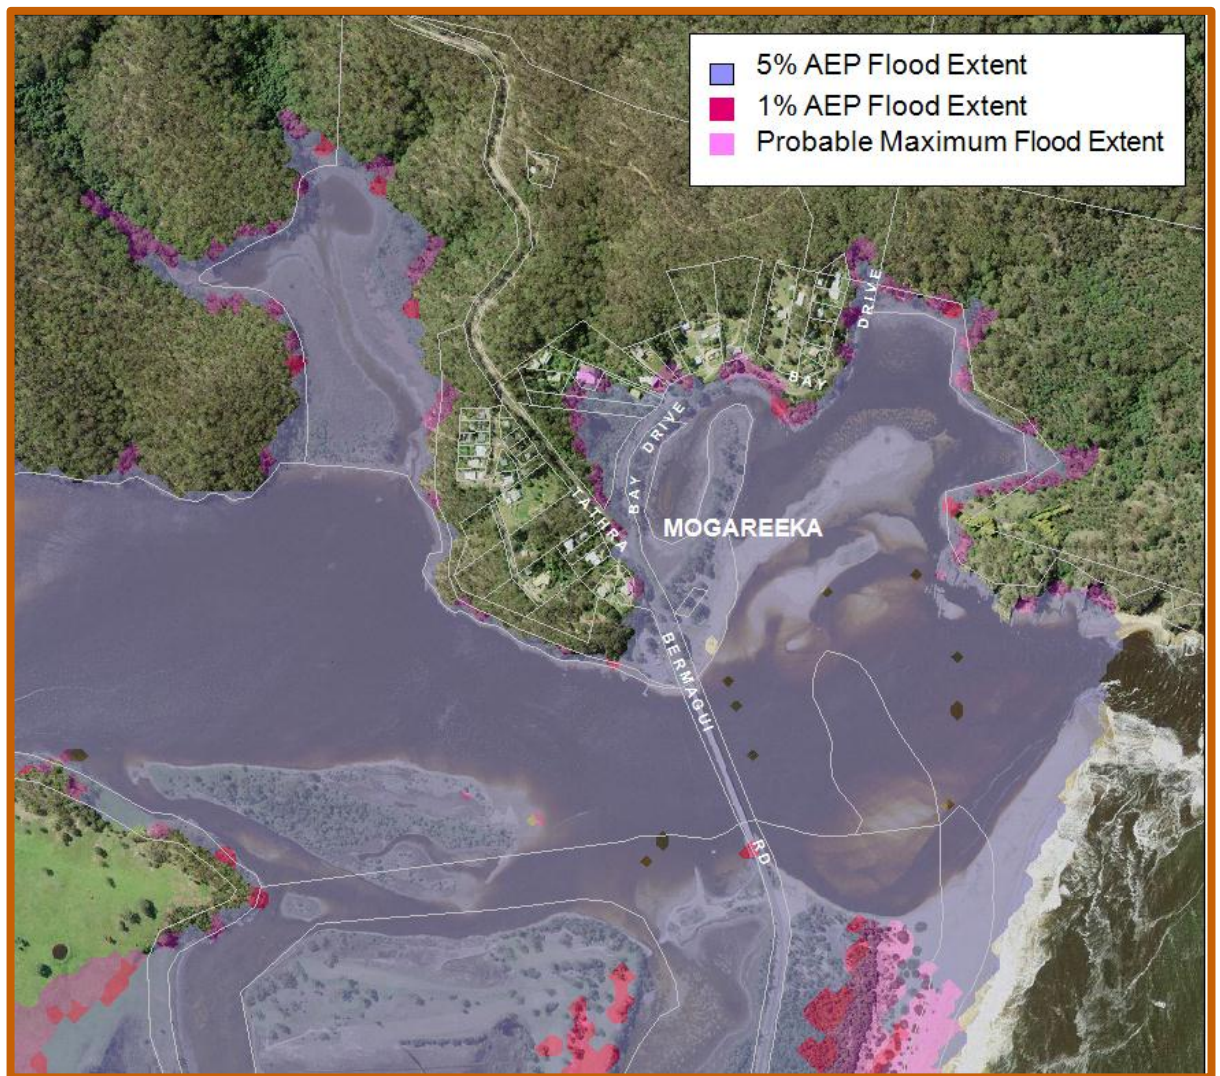 5% AEP Flood Extent
1% AEP Flood Extent
Probable Maximum Flood Extent
DRIVE
BAY
DRIVE
BAY
TATHRA
MOGAREEKA
BERMAGUI
RD